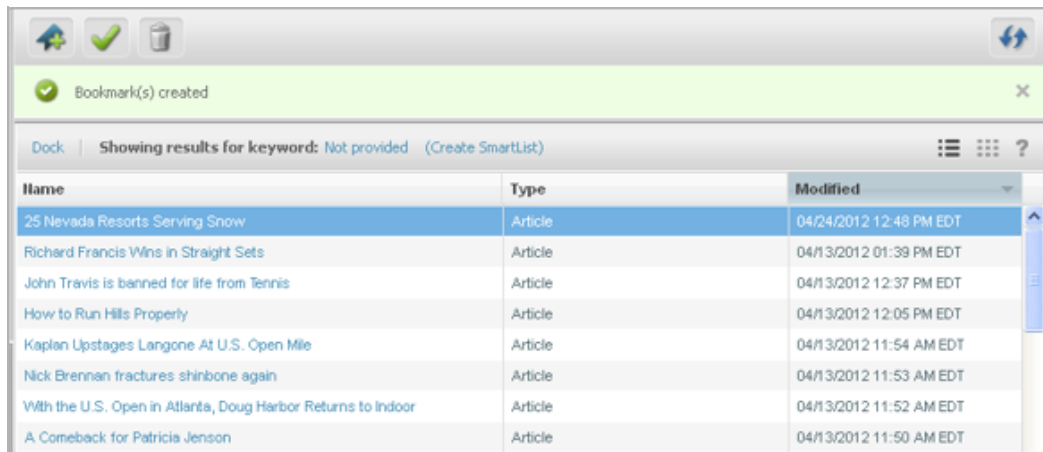 Bookmark(s) created
Dock Showing results for keyword: Not provided (Create SmartList) ?
Name Type Modified
25 Nevada Resorts Serving Snow Article 04/24/2012 12:48 PM EDT
Richard Francis Wins in Straight Sets Article 04/13/2012 01:39 PM EDT
John Travis is banned for life from Tennis Article 04/13/2012 12:37 PM EDT
How to Run Hills Properly Article 04/13/2012 12:05 PM EDT
Kaplan Upstages Langone At U.S. Open Mile Article 04/13/2012 11:54 AM EDT
Nick Brennan fractures shinbone again Article 04/13/2012 11:53 AM EDT
With the U.S. Open in Atlanta, Doug Harbor Returns to Indoor Article 04/13/2012 11:52 AM EDT
A Comeback for Patricia Jenson Article 04/13/2012 11:50 AM EDT